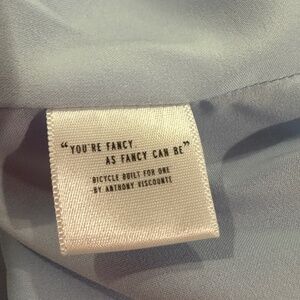 “YOU'RE FANCY.
AS FANCY CAN BE”
BICYCLE BUILT FOR ONE
BY ANTHONY VISCOUNTE